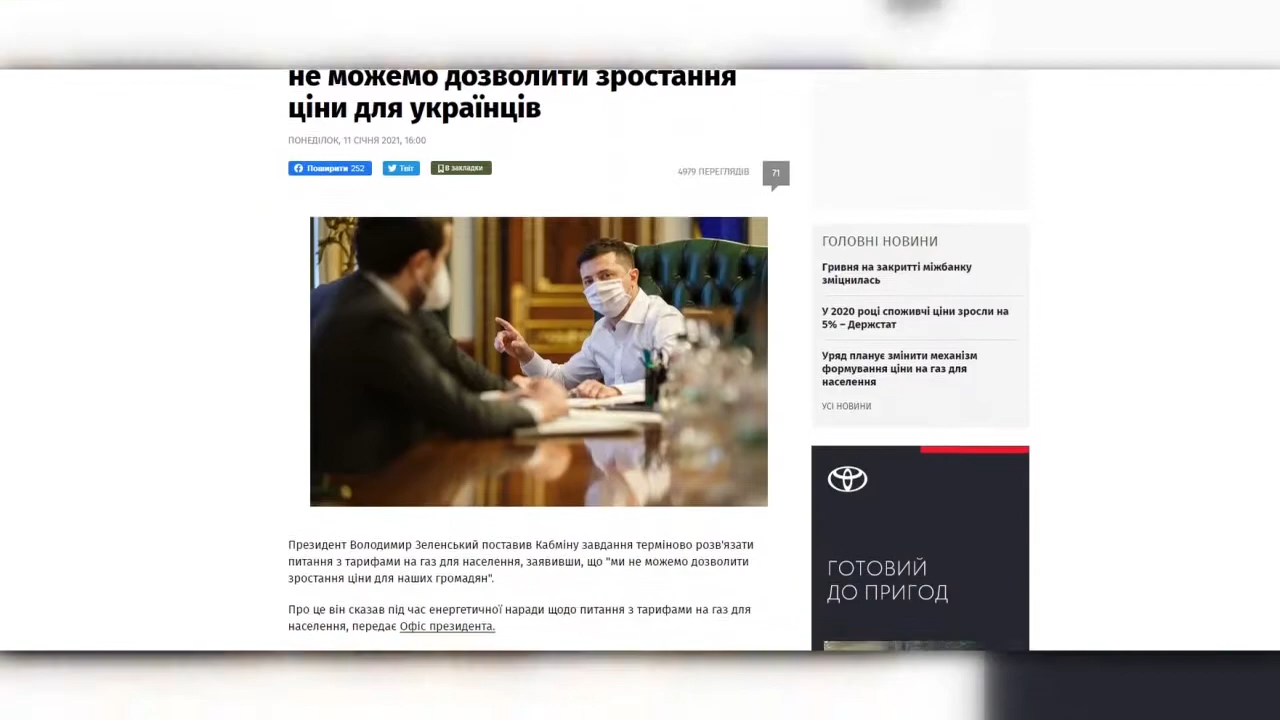 не можемо дозволити зростання
ціни для українців
ПОНЕДІЛОК, 11 СІЧНЯ 2021, 16:00
Поширити 252
Твіт
В закладки
4979 ПЕРЕГЛЯДІВ
71
Президент Володимир Зеленський поставив Кабміну завдання терміново розв'язати
питання з тарифами на газ для населення, заявивши, що "ми не можемо дозволити
зростання ціни для наших громадян".
Про це він сказав під час енергетичної наради щодо питання з тарифами на газ для
населення, передає Офіс президента.
ГОЛОВНІ НОВИНИ
Гривня на закритті міжбанку
зміцнилась
У 2020 році споживчі ціни зросли на
5% – Держстат
Уряд планує змінити механізм
формування ціни на газ для
населення
УСІ НОВИНИ
ГОТОВИЙ
ДО ПРИГОД